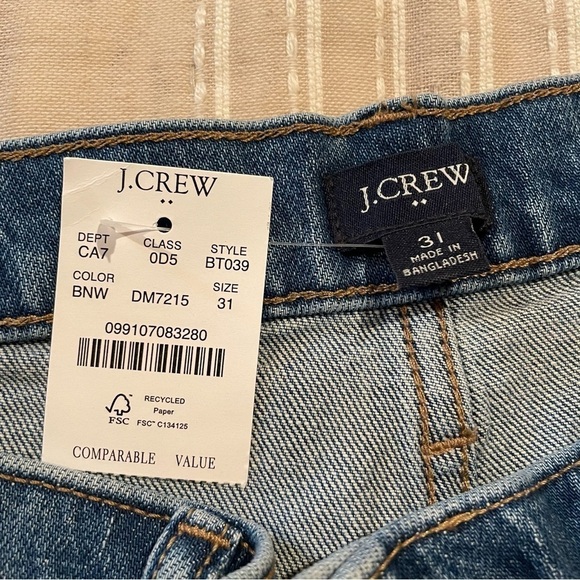 J.CREW
DEPT CLASS STYLE
CA7 0D5 BT039
COLOR SIZE
BNW DM7215 31
099107083280
RECYCLED
Paper
FSC
FSC™ C134125
COMPARABLE VALUE
J.CREW
31
MADE IN
BANGLADESH